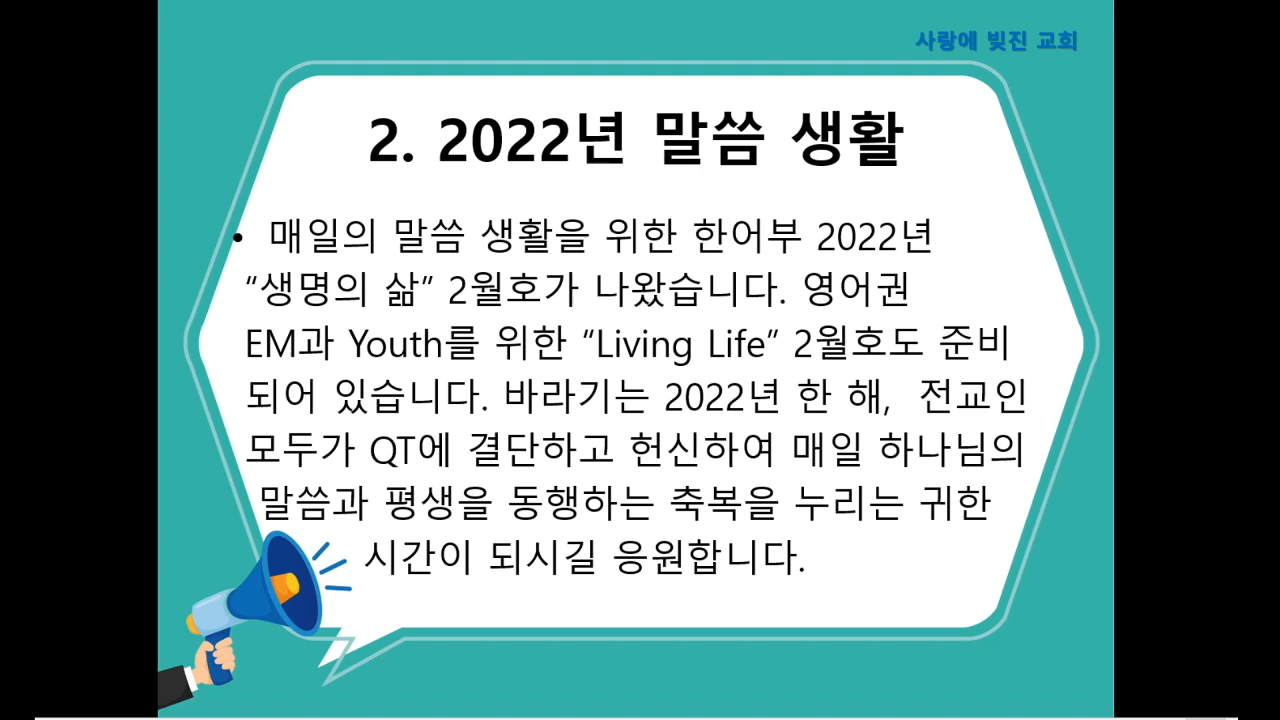 사랑에 빚진 교회
2. 2022년 말씀 생활
• 매일의 말씀 생활을 위한 한어부 2022년
“생명의 삶” 2월호가 나왔습니다. 영어권
EM과 Youth를 위한 “Living Life” 2월호도 준비
되어 있습니다. 바라기는 2022년 한 해, 전교인
모두가 QT에 결단하고 헌신하여 매일 하나님의
말씀과 평생을 동행하는 축복을 누리는 귀한
시간이 되시길 응원합니다.